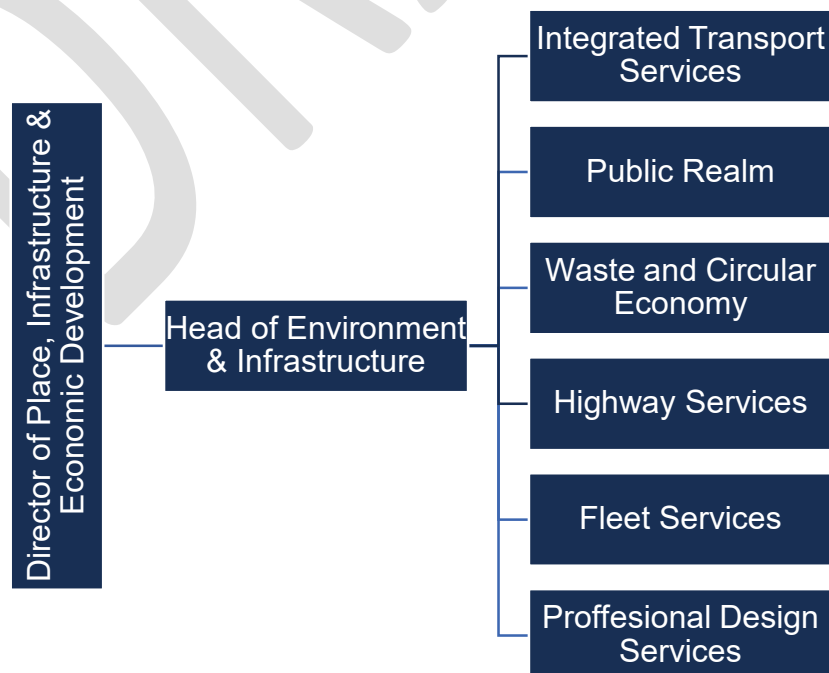 Director of Place, Infrastructure &
Economic Development
Head of Environment
& Infrastructure
Integrated Transport
Services
Public Realm
Waste and Circular
Economy
Highway Services
Fleet Services
Proffesional Design
Services